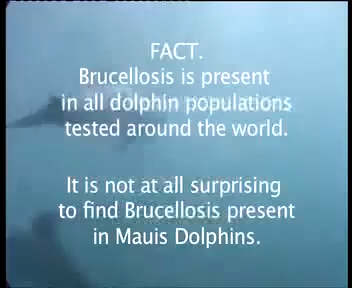 FACT.
Brucellosis is present
in all dolphin populations
tested around the world.
It is not at all surprising
to find Brucellosis present
in Mauis Dolphins.